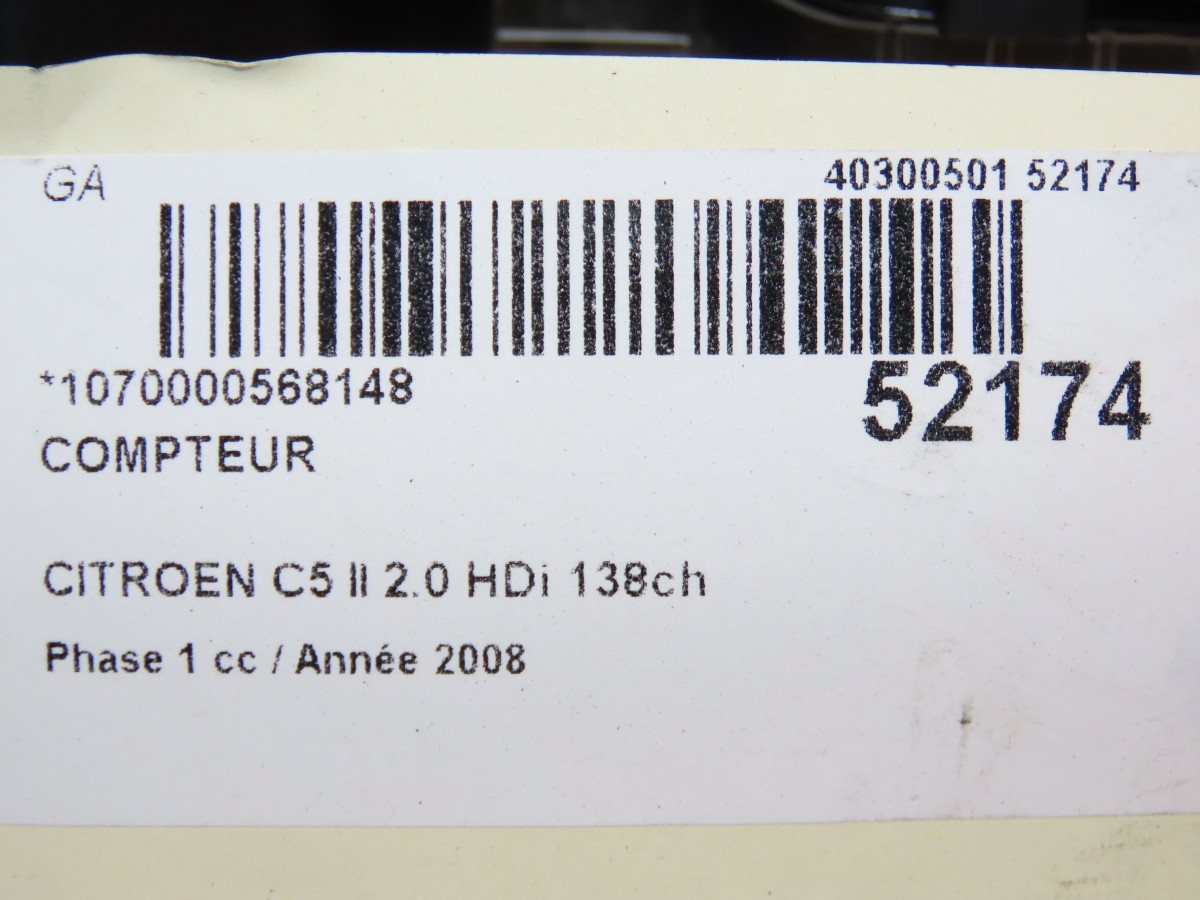 GA
40300501 52174
*1070000568148
52174
COMPTEUR
CITROEN C5 II 2.0 HDi 138ch
Phase 1 cc / Année 2008